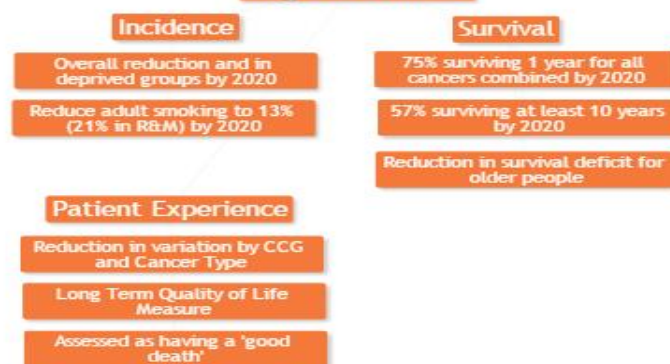 Incidence
Overall reduction and in
deprived groups by 2020
Reduce adult smoking to 13%
(21% in R&M) by 2020
Survival
75% surviving 1 year for all
cancers combined by 2020
57% surviving at least 10 years
by 2020
Reduction in survival deficit for
older people
Patient Experience
Reduction in variation by CCG
and Cancer Type
Long Term Quality of Life
Measure
Assessed as having a 'good
death'